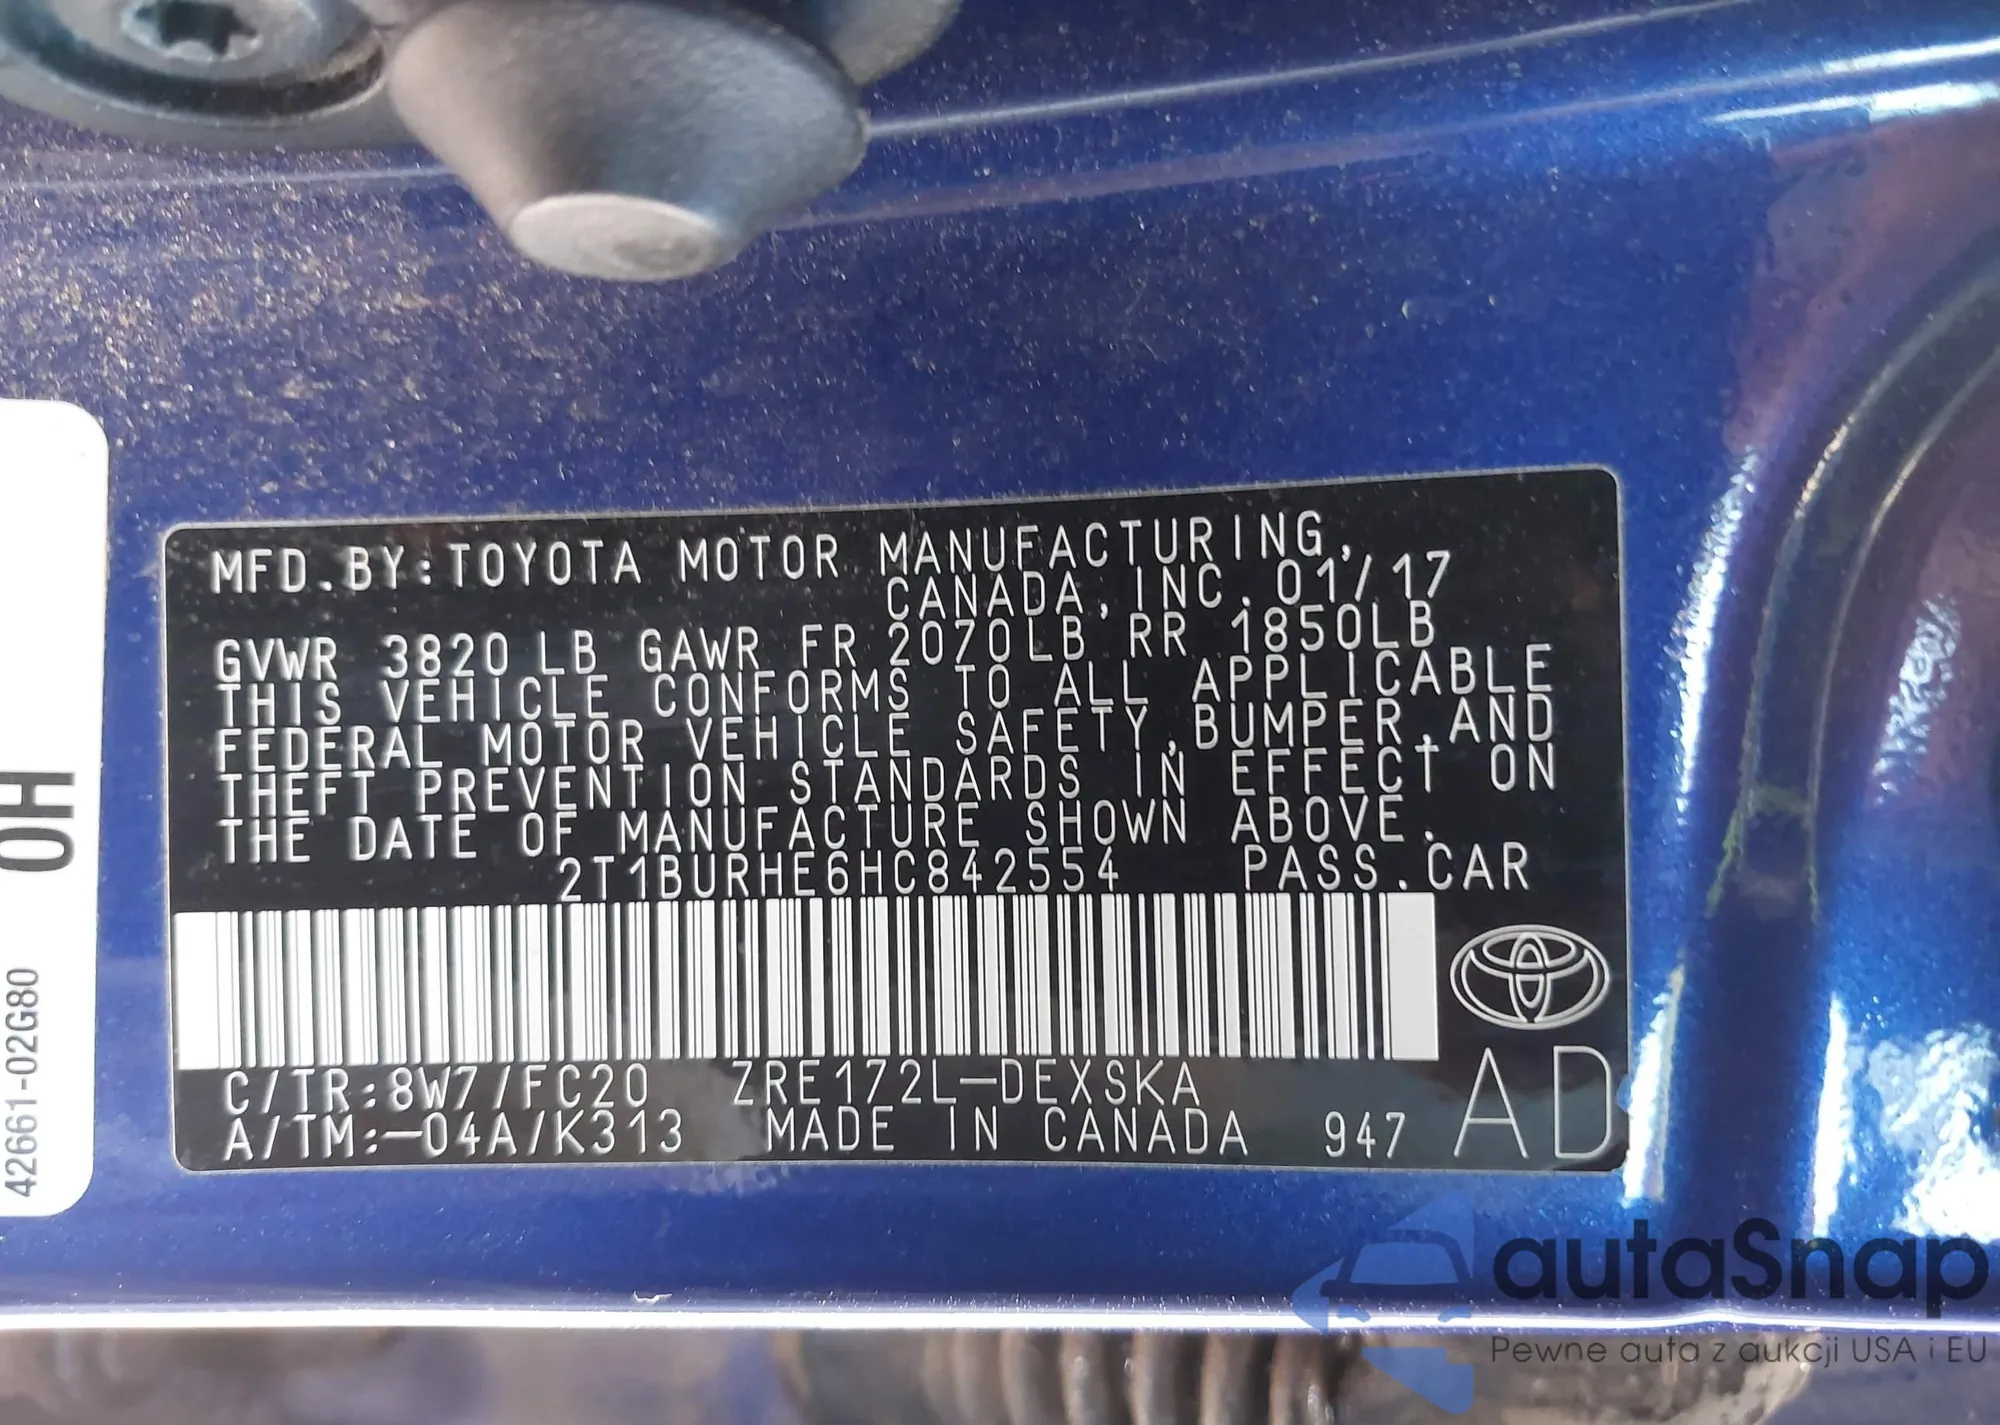 MFD.BY:TOYOTA MOTOR MANUFACTURING,
CANADA, INC. 01/17
GVWR 3820 LB GAWR FR 2070LB RR 1850LB
THIS VEHICLE CONFORMS TO ALL APPLICABLE
FEDERAL MOTOR VEHICLE SAFETY,BUMPER,AND
THEFT PREVENTION STANDARDS IN EFFECT ON
THE DATE OF MANUFACTURE SHOWN ABOVE.
2T1BURHE6HC842554 PASS.CAR
C/TR:8W7/FC20 ZRE172L-DEXSKA
A/TM:-04A/K313 MADE IN CANADA 947
AD
42661-02G80
0H
autaSnap
Pewne auta z aukcji USA i EU